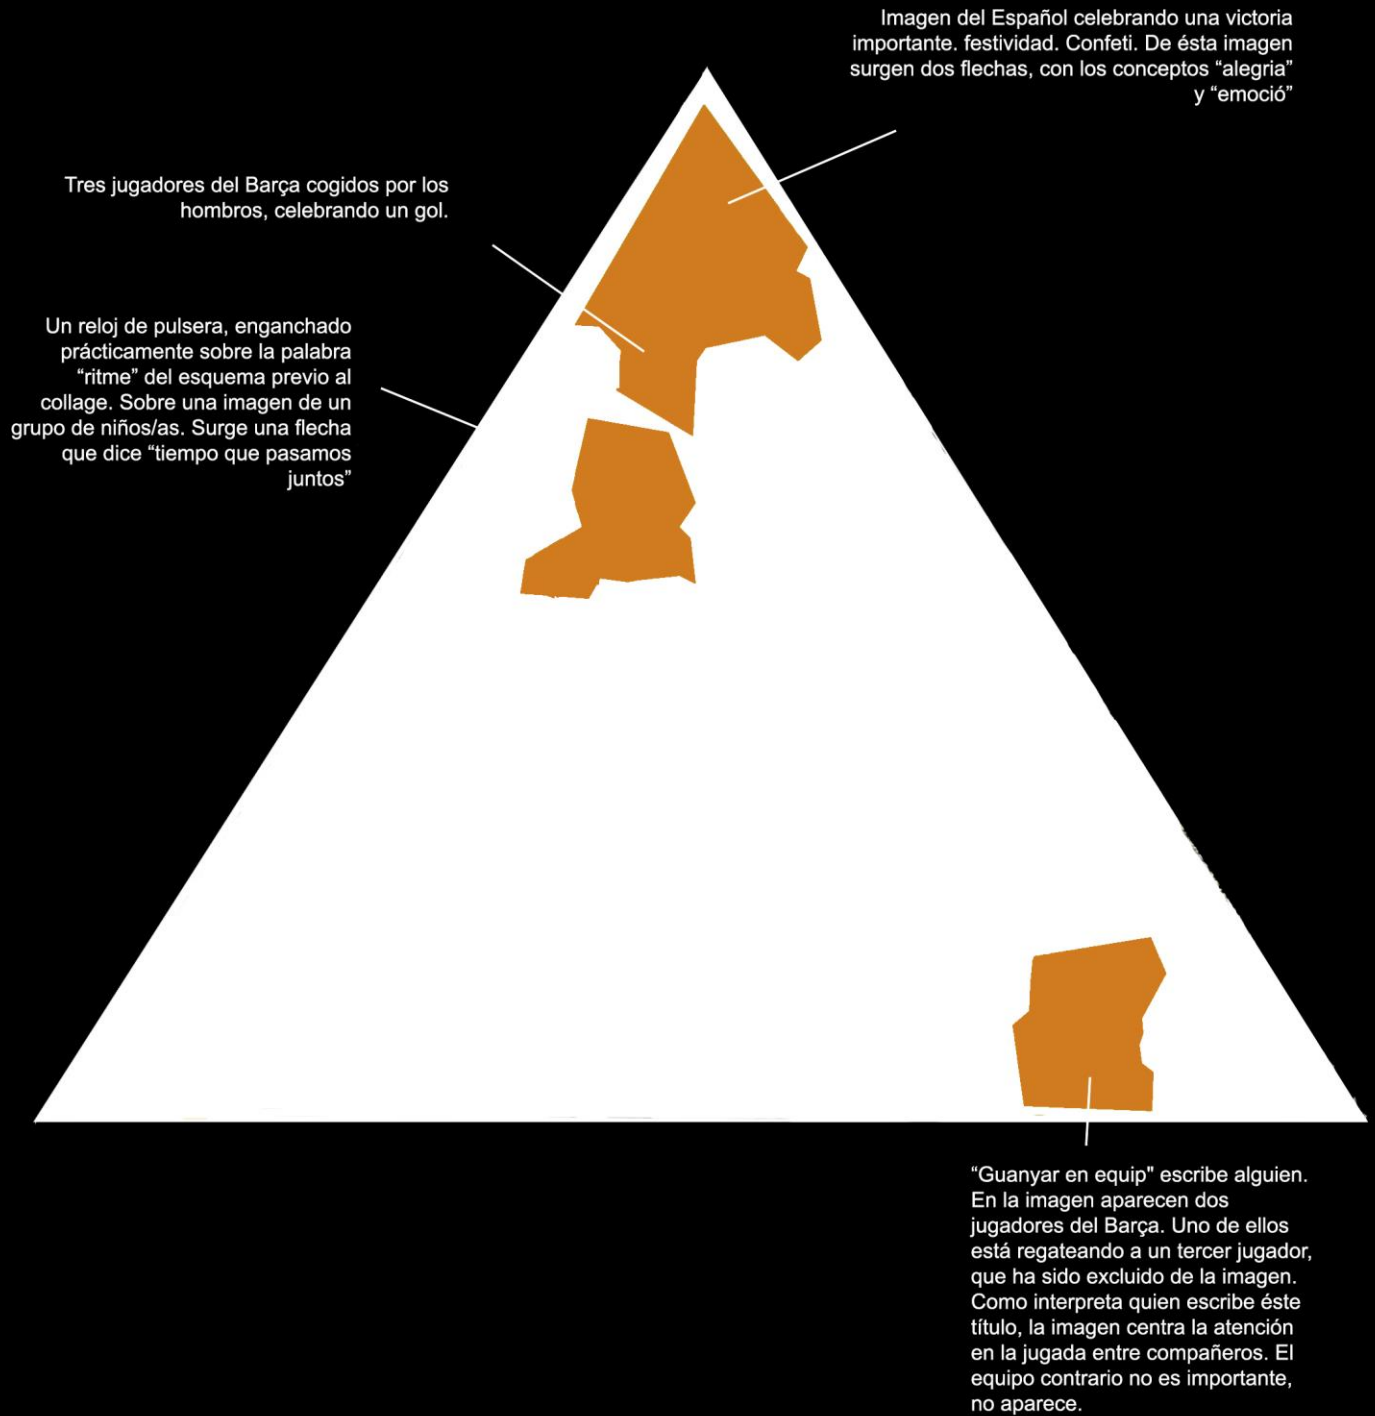 Imagen del Español celebrando una victoria
importante. festividad. Confeti. De ésta imagen
surgen dos flechas, con los conceptos “alegria”
y “emoció”
Tres jugadores del Barça cogidos por los
hombros, celebrando un gol.
Un reloj de pulsera, enganchado
prácticamente sobre la palabra
“ritme” del esquema previo al
collage. Sobre una imagen de un
grupo de niños/as. Surge una flecha
que dice “tiempo que pasamos
juntos”
“Guanyar en equip" escribe alguien.
En la imagen aparecen dos
jugadores del Barça. Uno de ellos
está regateando a un tercer jugador,
que ha sido excluido de la imagen.
Como interpreta quien escribe éste
título, la imagen centra la atención
en la jugada entre compañeros. El
equipo contrario no es importante,
no aparece.